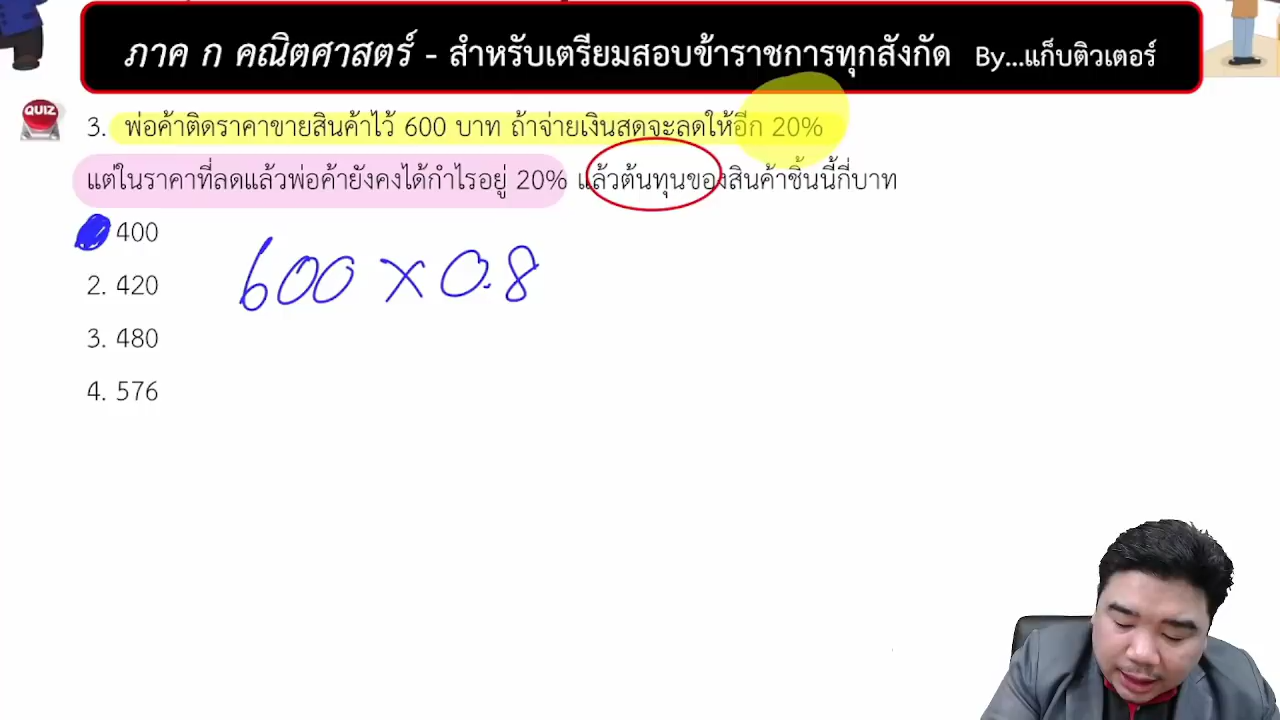 ภาค ก คณิตศาสตร์ - สำหรับเตรียมสอบข้าราชการทุกสังกัด By...แก็บติวเตอร์
QUIZ
3. พ่อค้าติดราคาขายสินค้าไว้ 600 บาท ถ้าจ่ายเงินสดจะลดให้อีก 20%
แต่ในราคาที่ลดแล้วพ่อค้ายังคงได้กำไรอยู่ 20% แล้วต้นทุนของสินค้าชิ้นนี้กี่บาท
400
2. 420
3. 480
4. 576
600 × 0.8